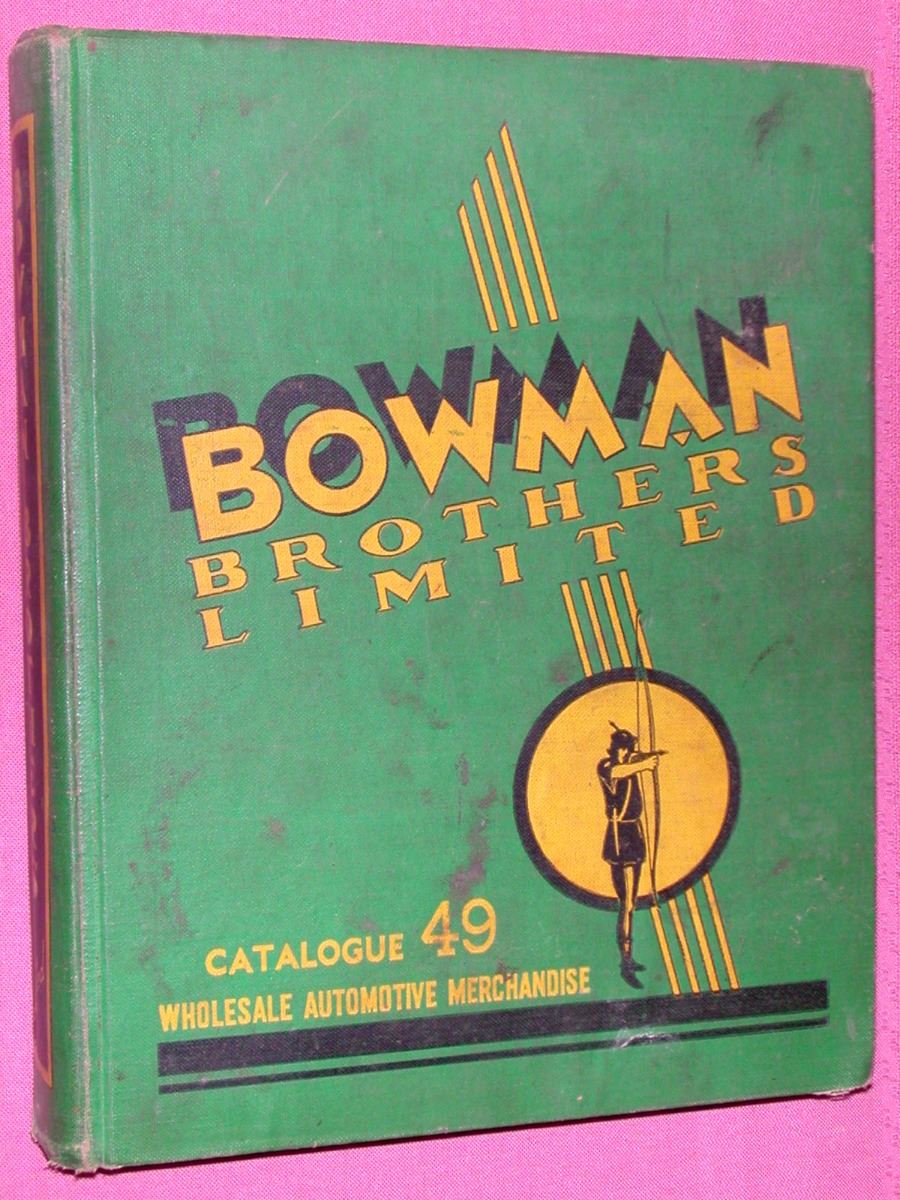 BOWMAN
BROTHERS
LIMITED
CATALOGUE 49
WHOLESALE AUTOMOTIVE MERCHANDISE